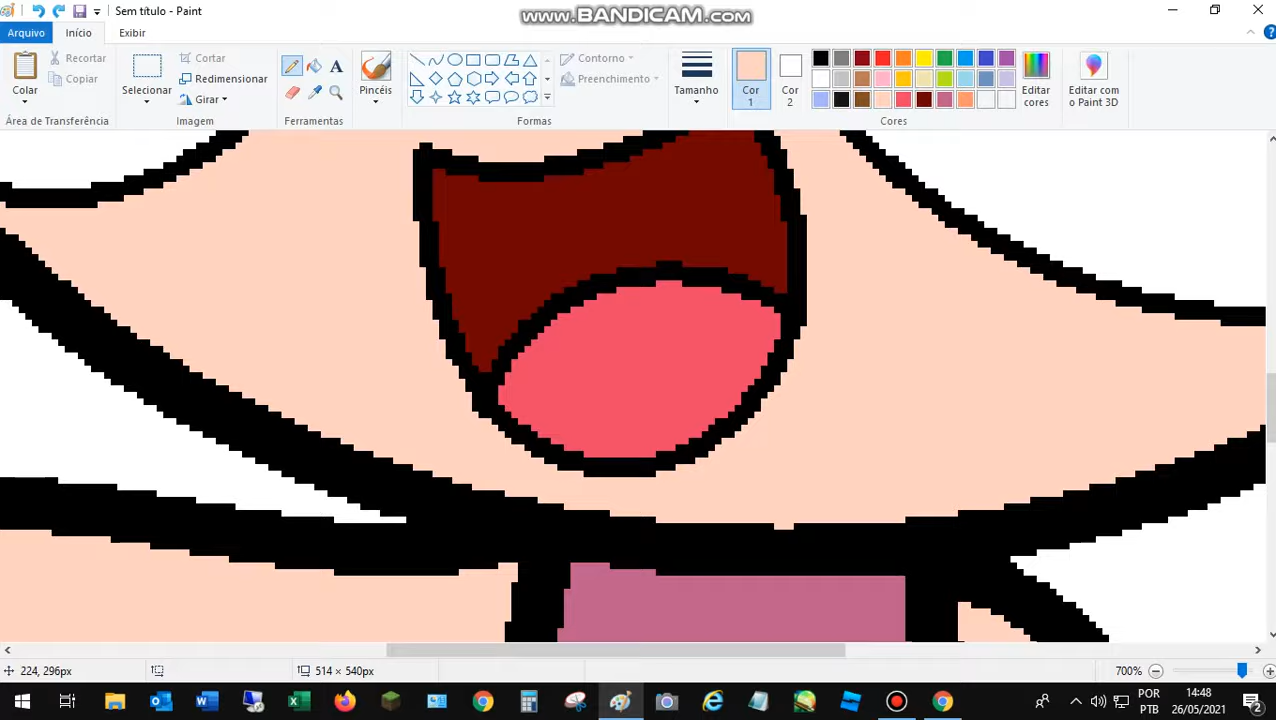 www.BANDICAM.com
Sem título - Paint
Arquivo Início Exibir
Colar
Recortar
Copiar
Área de Transferência
Selecionar
Cortar
Redimensionar
Girar
Imagem
A
Ferramentas
Pincéis
Contorno
Preenchimento
Formas
Tamanho
Cor
1
Cor
2
Editar
cores
Cores
Editar com
o Paint 3D
224, 296px
514 × 540px
700%
POR
PTB
14:48
26/05/2021
2